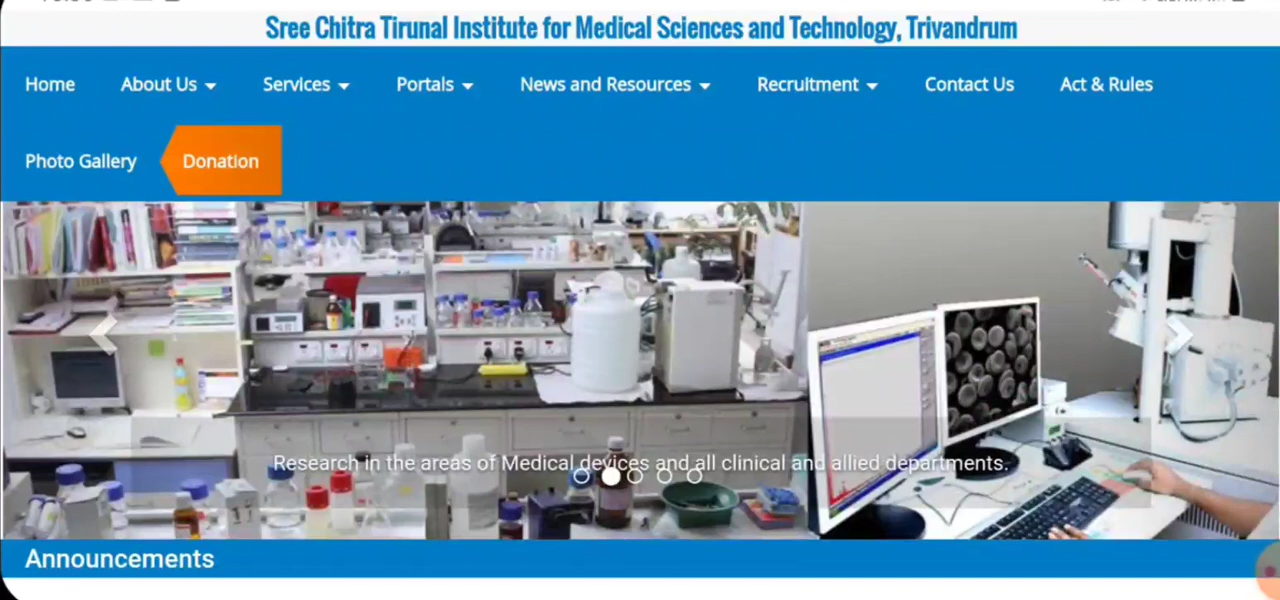 Sree Chitra Tirunal Institute for Medical Sciences and Technology, Trivandrum
Home About Us Services Portals News and Resources Recruitment Contact Us Act & Rules
Photo Gallery Donation
Research in the areas of Medical devices and all clinical and allied departments.
Announcements